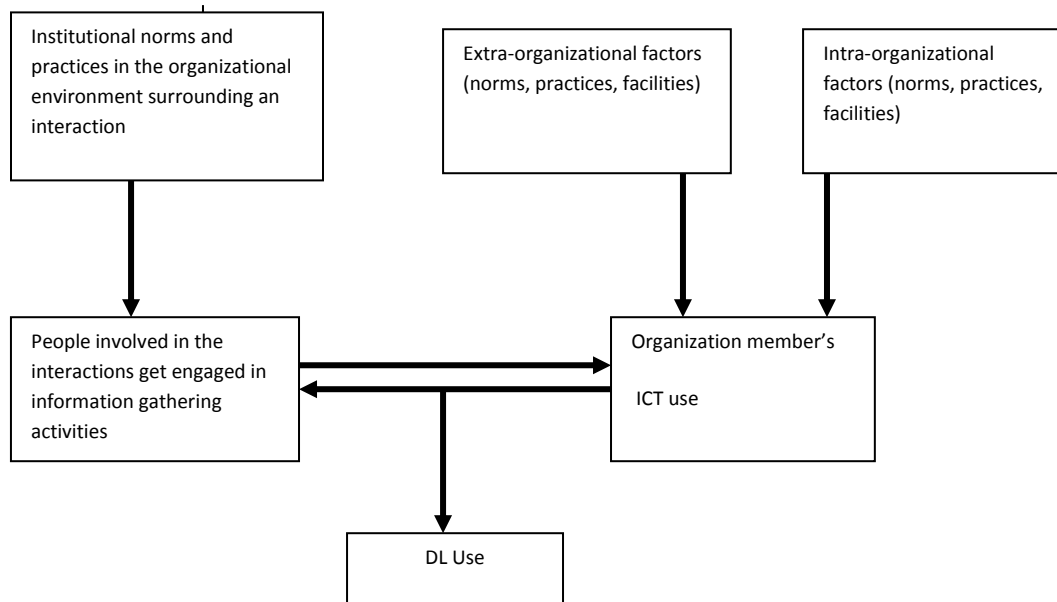 Institutional norms and
practices in the organizational
environment surrounding an
interaction
Extra-organizational factors
(norms, practices, facilities)
Intra-organizational
factors (norms, practices,
facilities)
People involved in the
interactions get engaged in
information gathering
activities
Organization member’s
ICT use
DL Use